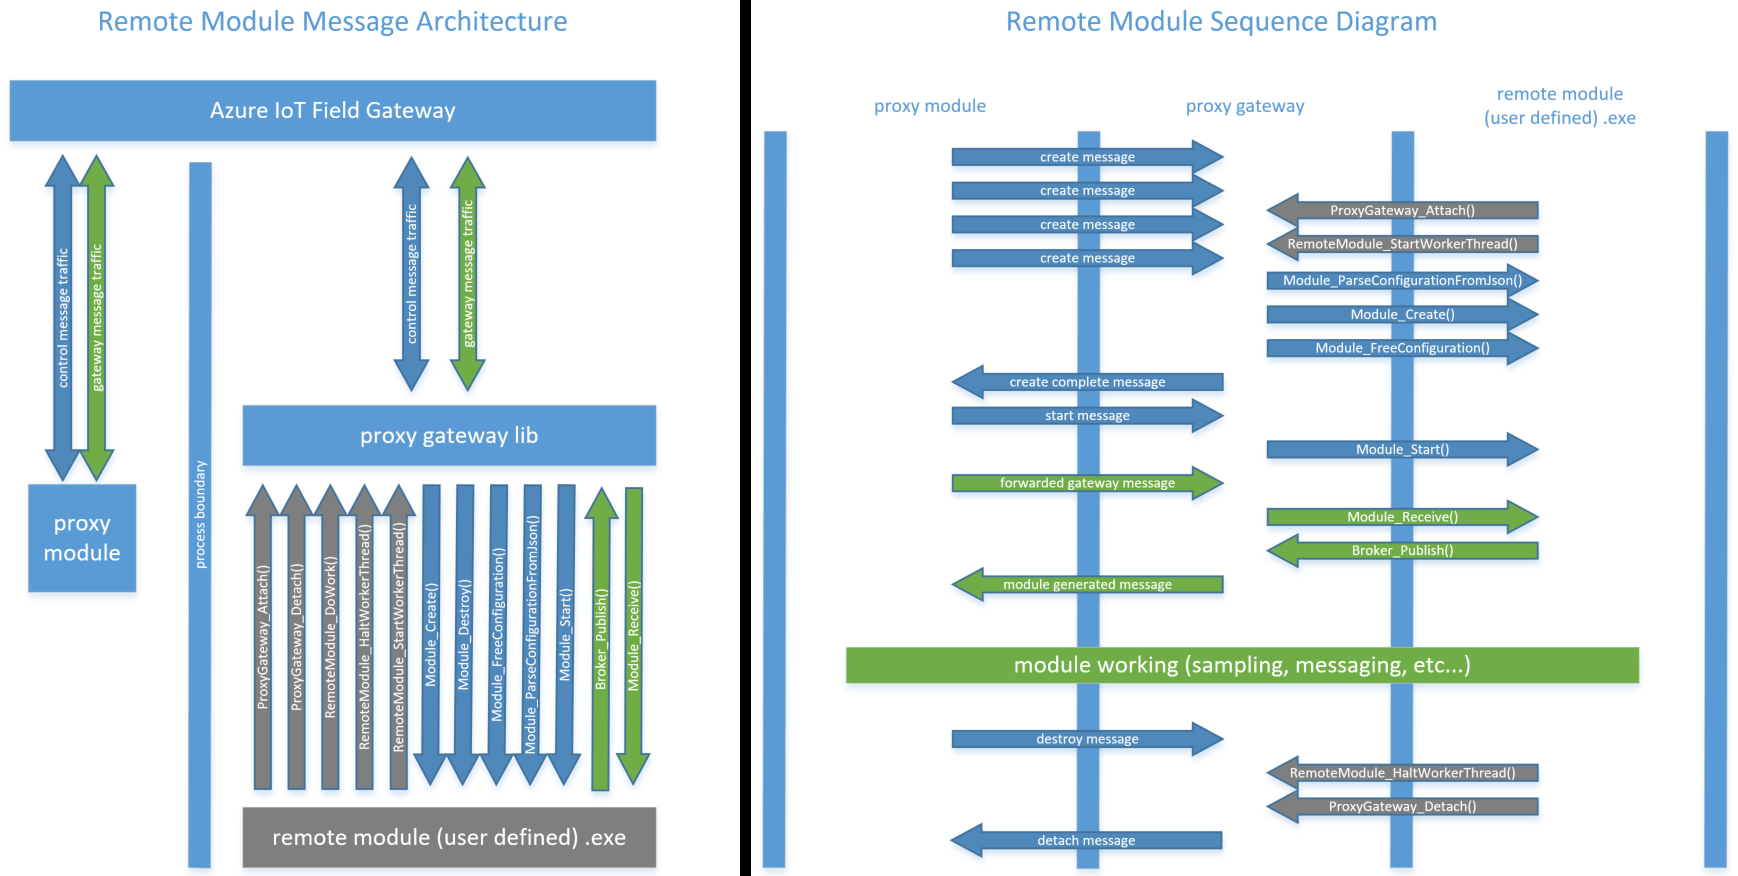 Remote Module Message Architecture
Azure IoT Field Gateway
control message traffic
gateway message traffic
process boundary
control message traffic
gateway message traffic
proxy gateway lib
proxy
module
ProxyGateway_Attach()
ProxyGateway_Detach()
RemoteModule_DoWork()
RemoteModule_HaltWorkerThread()
RemoteModule_StartWorkerThread()
Module_Create()
Module_Destroy()
Module_FreeConfiguration()
Module_ParseConfigurationFromJson()
Module_Start()
Broker_Publish()
Module_Receive()
remote module (user defined) .exe
Remote Module Sequence Diagram
proxy module
proxy gateway
remote module
(user defined) .exe
create message
create message
ProxyGateway_Attach()
create message
RemoteModule_StartWorkerThread()
create message
Module_ParseConfigurationFromJson()
Module_Create()
Module_FreeConfiguration()
create complete message
start message
Module_Start()
forwarded gateway message
Module_Receive()
Broker_Publish()
module generated message
module working (sampling, messaging, etc...)
destroy message
RemoteModule_HaltWorkerThread()
ProxyGateway_Detach()
detach message